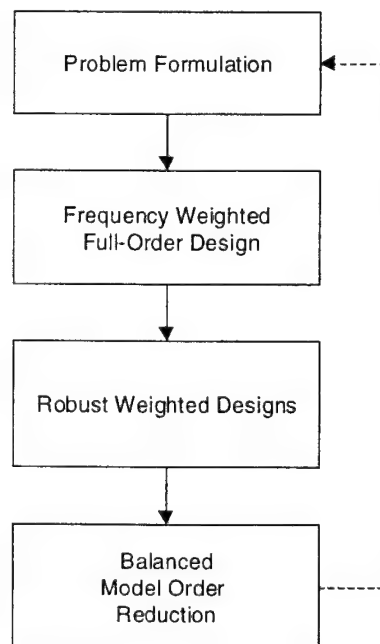 Problem Formulation
Frequency Weighted
Full-Order Design
Robust Weighted Designs
Balanced
Model Order
Reduction